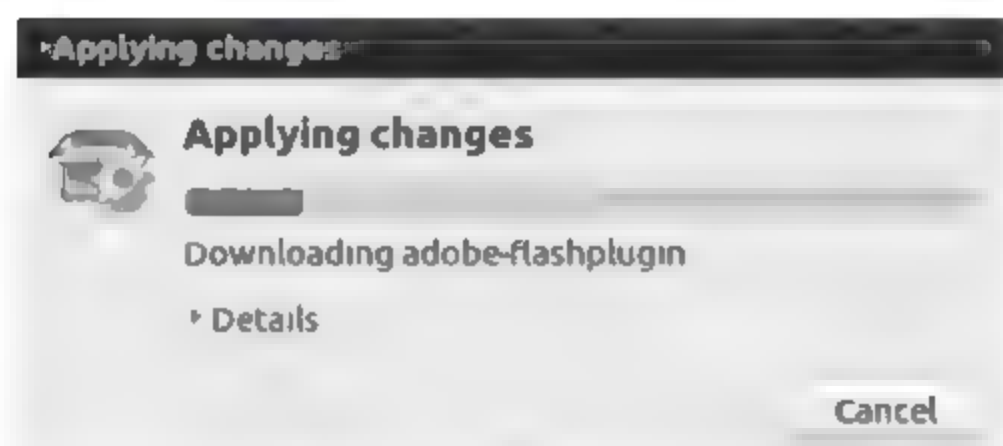 Applying changes
Applying changes
Downloading adobe-flashplugin
Details
Cancel